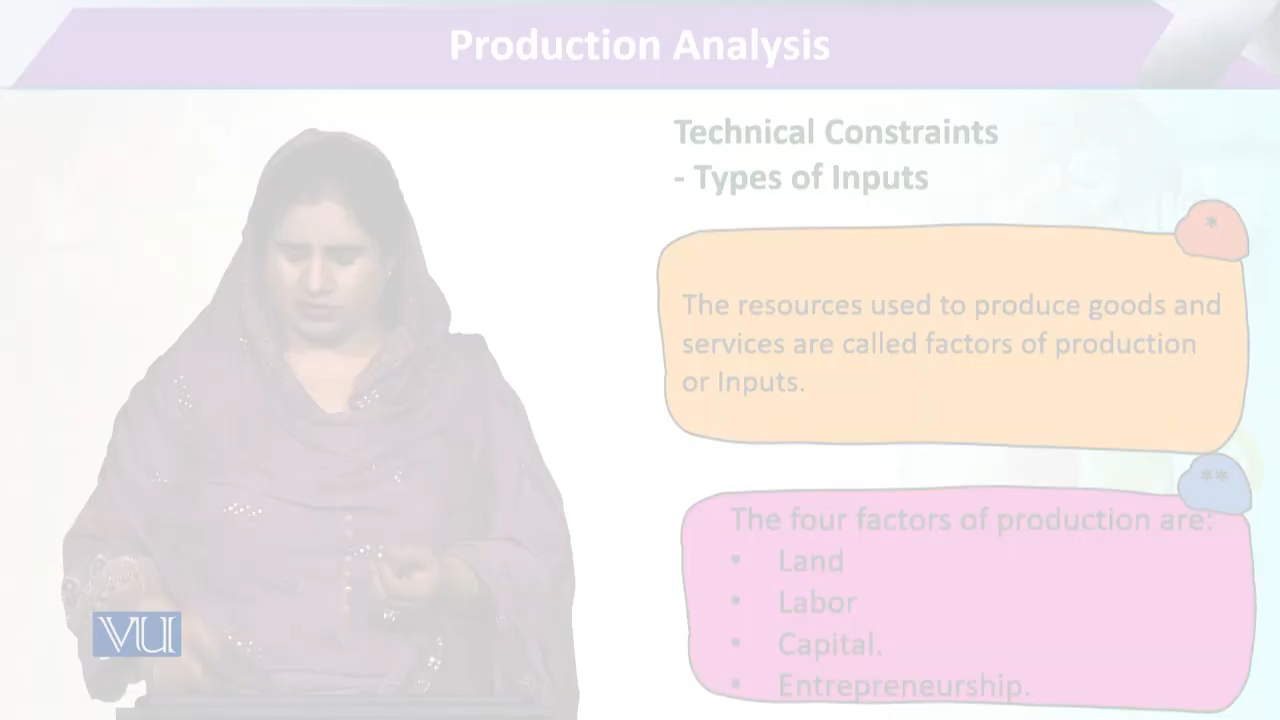 Production Analysis
Technical Constraints
- Types of Inputs
*
The resources used to produce goods and
services are called factors of production
or Inputs.
**
The four factors of production are:
• Land
• Labor
• Capital.
• Entrepreneurship.
VU